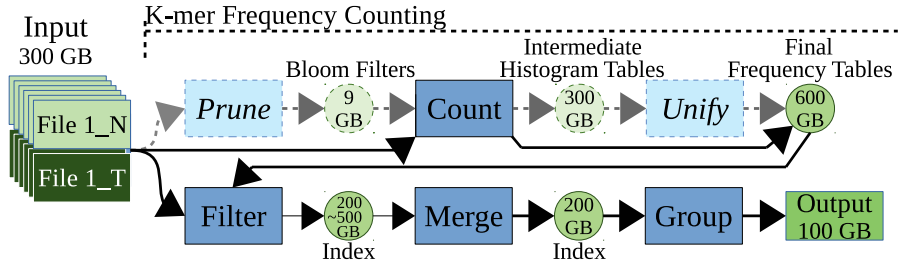 Input
300 GB
K-mer Frequency Counting
File 1_N
File 1_T
Prune
Bloom Filters
9
GB
Count
Intermediate
Histogram Tables
300
GB
Unify
Final
Frequency Tables
600
GB
Filter
200
~500
GB
Index
Merge
200
GB
Index
Group
Output
100 GB